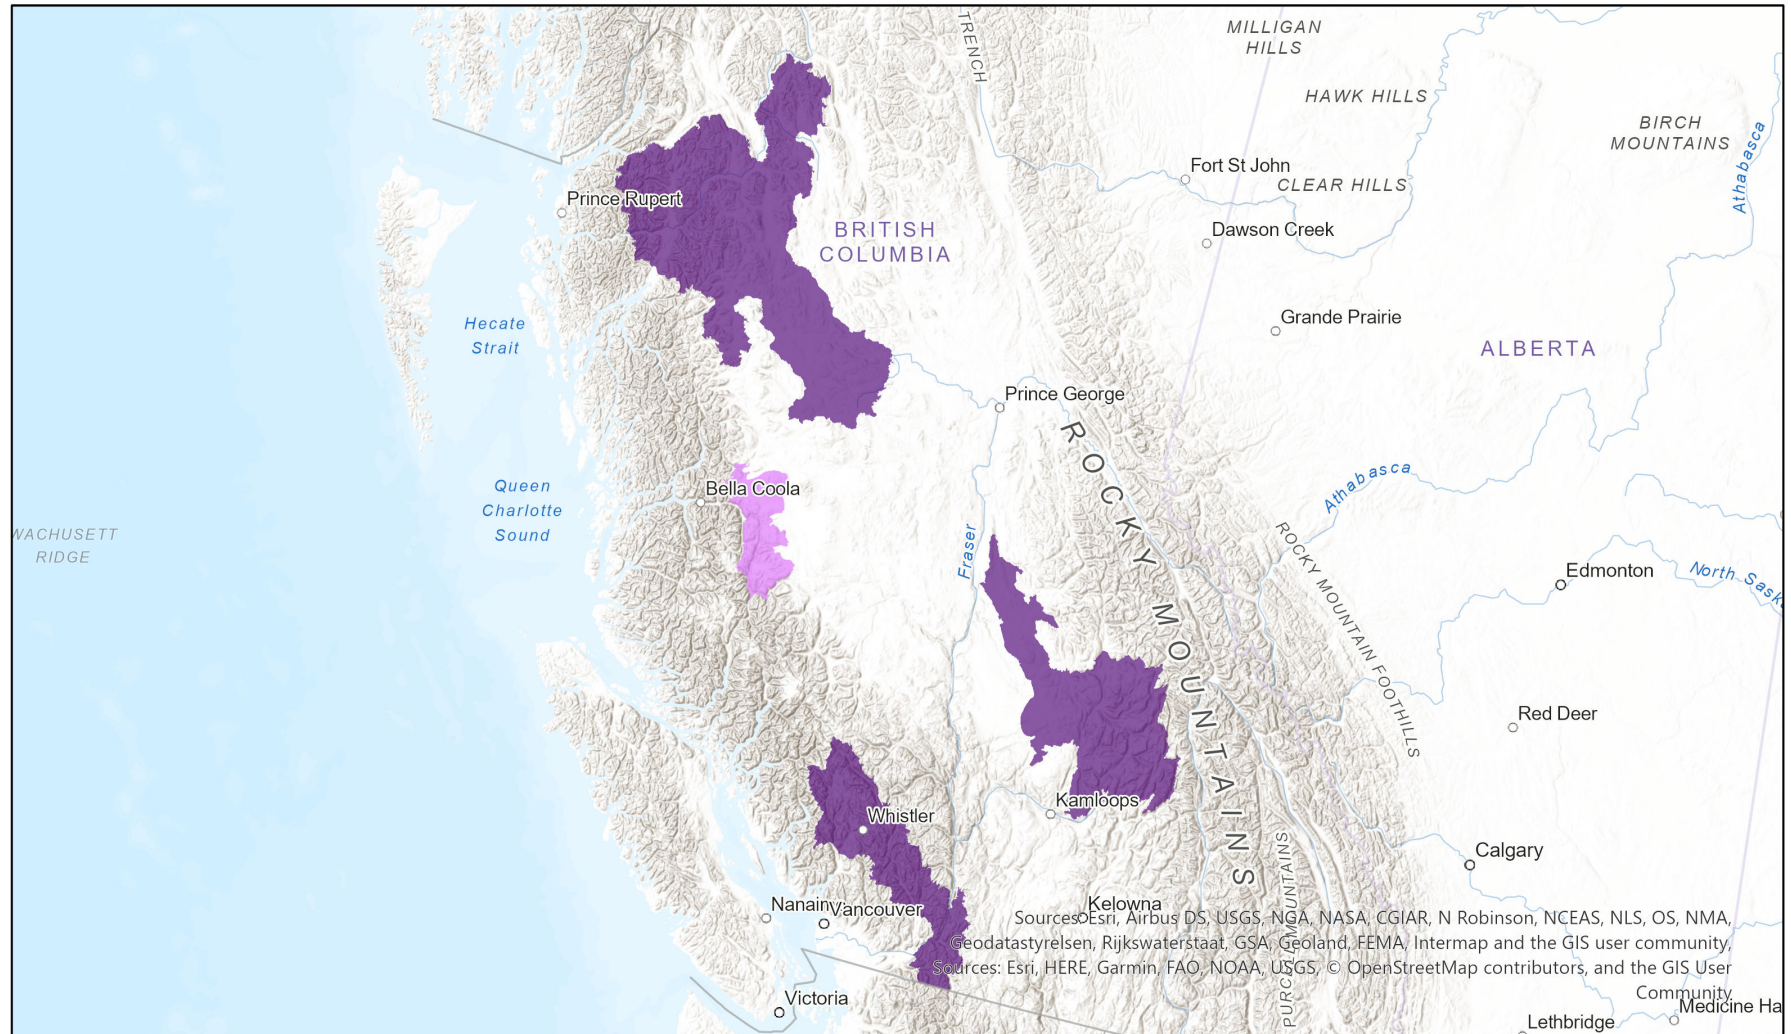 TRENCH
MILLIGAN
HILLS
HAWK HILLS
BIRCH
MOUNTAINS
Athabasca
Fort St John
CLEAR HILLS
Prince Rupert
BRITISH
COLUMBIA
Dawson Creek
Hecate
Strait
Grande Prairie
ALBERTA
Prince George
ROCKY MOUNTAINS
Athabasca
Queen
Charlotte
Sound
Bella Coola
WACHUSETT
RIDGE
Fraser
ROCKY MOUNTAIN FOOTHILLS
Edmonton
North Sask
Red Deer
Kamloops
Whistler
Calgary
PURCELL MOUNTAINS
Kelowna
Nanaim
Vancouver
Sources: Esri, Airbus DS, USGS, NGA, NASA, CGIAR, N Robinson, NCEAS, NLS, OS, NMA,
Geodatastyrelsen, Rijkswaterstaat, GSA, Geoland, FEMA, Intermap and the GIS user community,
Sources: Esri, HERE, Garmin, FAO, NOAA, USGS, © OpenStreetMap contributors, and the GIS User
Community
Victoria
Medicine Ha
Lethbridge